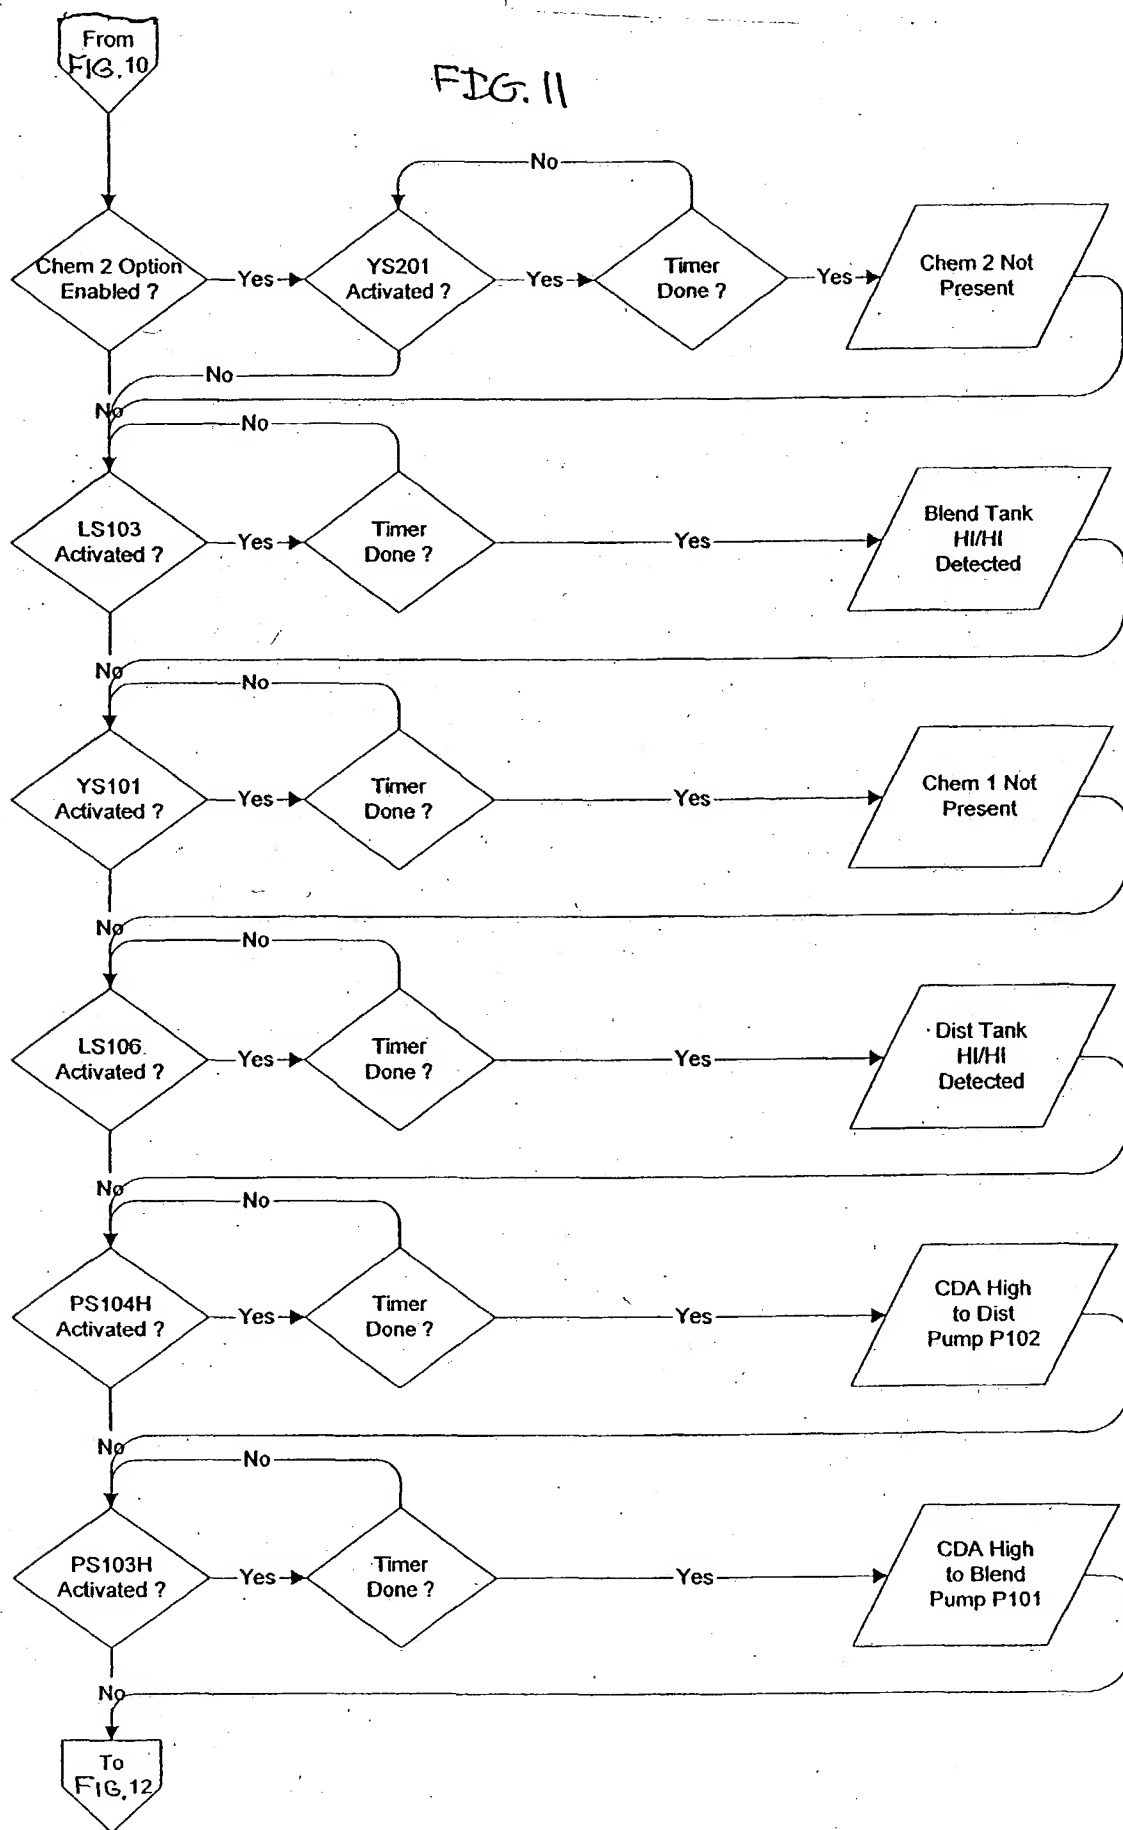 From
FIG. 10
FIG. 11
No
Chem 2 Option
Enabled ?
Yes
YS201
Activated ?
Yes
Timer
Done ?
Yes
Chem 2 Not
Present
No
No
No
LS103
Activated ?
Yes
Timer
Done ?
Yes
Blend Tank
HI/HI
Detected
No
No
YS101
Activated ?
Yes
Timer
Done ?
Yes
Chem 1 Not
Present
No
No
LS106
Activated ?
Yes
Timer
Done ?
Yes
Dist Tank
HI/HI
Detected
No
No
PS104H
Activated ?
Yes
Timer
Done ?
Yes
CDA High
to Dist
Pump P102
No
No
PS103H
Activated ?
Yes
Timer
Done ?
Yes
CDA High
to Blend
Pump P101
No
To
FIG. 12